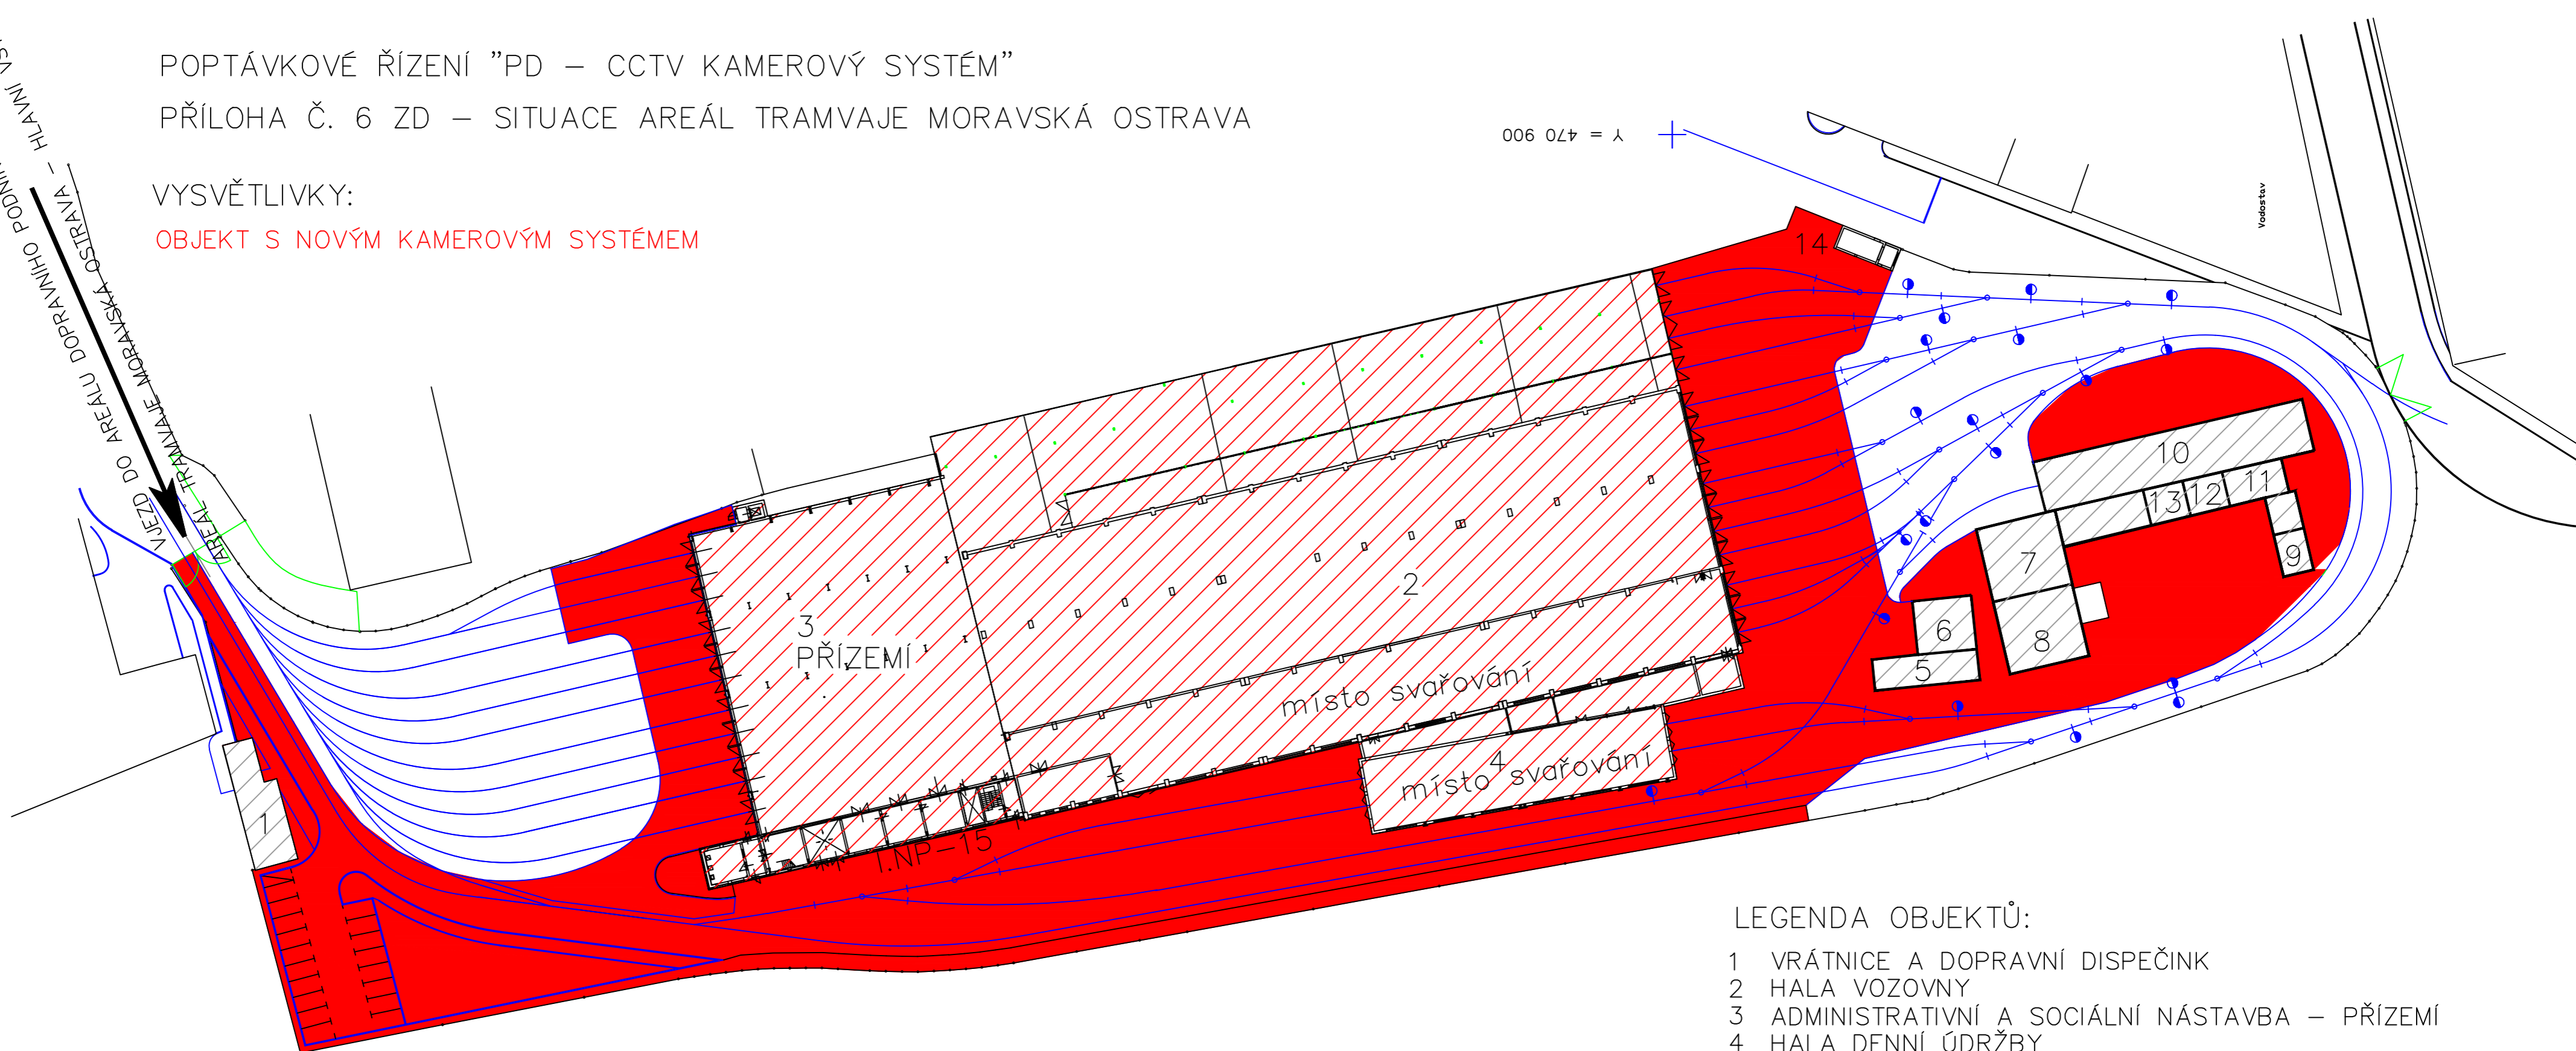 POPTÁVKOVÉ ŘÍZENÍ "PD – CCTV KAMEROVÝ SYSTÉM"
PŘÍLOHA Č. 6 ZD – SITUACE AREÁL TRAMVAJE MORAVSKÁ OSTRAVA
VYSVĚTLIVKY:
OBJEKT S NOVÝM KAMEROVÝM SYSTÉMEM
VJEZD DO AREÁLU DOPRAVNÍHO
AREÁL TRAMVAJE MORAVSKÁ OSTRAVA – HLAVNÍ
Y = 470 900
Vodostav
14
10
13
12
11
9
7
8
6
5
2
3
PŘÍZEMÍ
místo svařování
4
místo svařování
1.NP-15
1
LEGENDA OBJEKTŮ:
1 VRÁTNICE A DOPRAVNÍ DISPEČINK
2 HALA VOZOVNY
3 ADMINISTRATIVNÍ A SOCIÁLNÍ NÁSTAVBA – PŘÍZEMÍ
4 HALA DENNÍ ÚDRŽBY